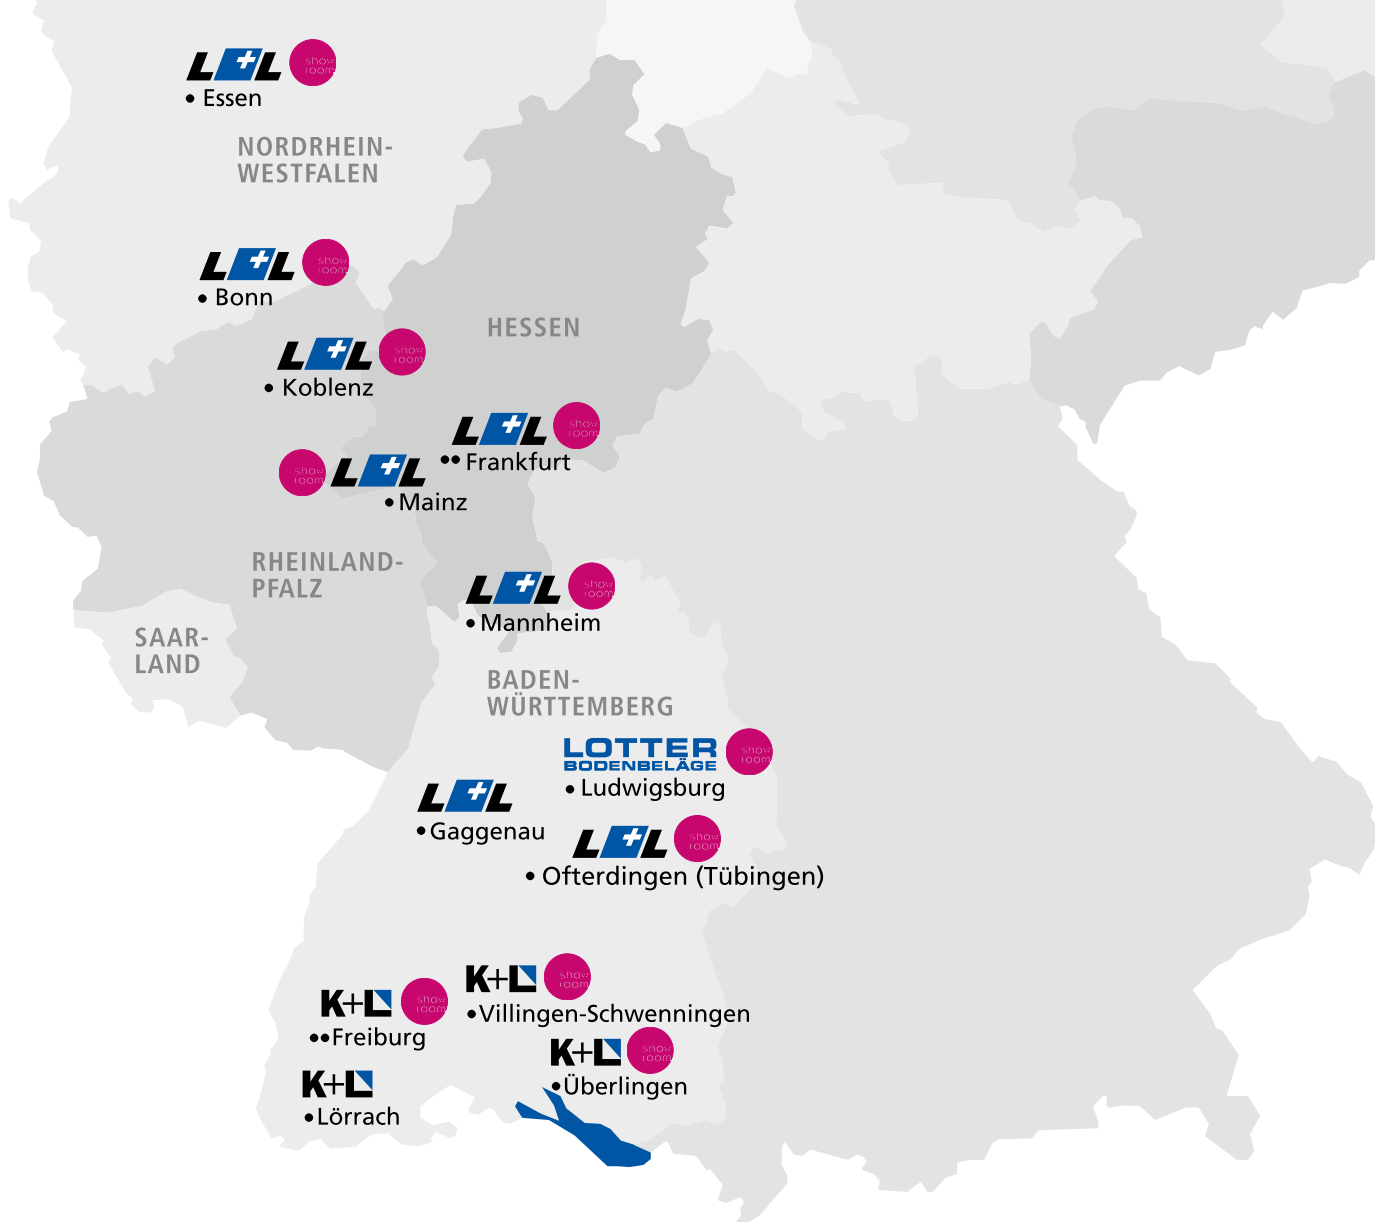 L+L show room
• Essen
NORDRHEIN-
WESTFALEN
L+L show room
• Bonn
HESSEN
L+L show room
• Koblenz
L+L show room
•• Frankfurt
show room L+L
• Mainz
RHEINLAND-
PFALZ
L+L show room
• Mannheim
SAAR-
LAND
BADEN-
WÜRTTEMBERG
LOTTER
BODENBELÄGE
show room
• Ludwigsburg
L+L
• Gaggenau
L+L show room
• Ofterdingen (Tübingen)
K+L show room
• Villingen-Schwenningen
K+L show room
•• Freiburg
K+L show room
• Überlingen
K+L
• Lörrach